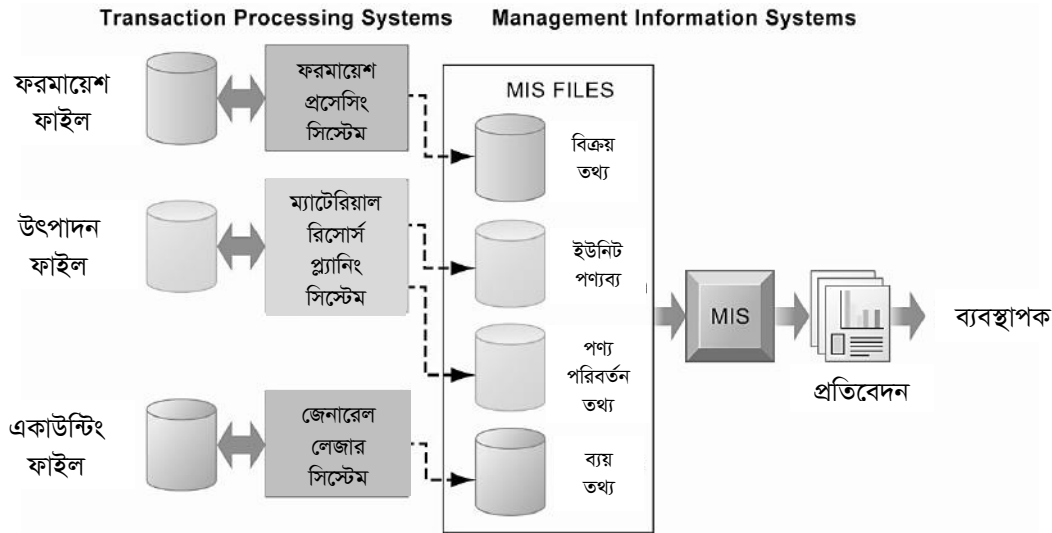 Transaction Processing Systems
Management Information Systems
ফরমায়েশ
ফাইল
ফরমায়েশ
প্রসেসিং
সিস্টেম
উৎপাদন
ফাইল
ম্যাটেরিয়াল
রিসোর্স
প্ল্যানিং
সিস্টেম
একাউন্টিং
ফাইল
জেনারেল
লেজার
সিস্টেম
MIS FILES
বিক্রয়
তথ্য
ইউনিট
পণ্যব্য
পণ্য
পরিবর্তন
তথ্য
ব্যয়
তথ্য
MIS
প্রতিবেদন
ব্যবস্থাপক